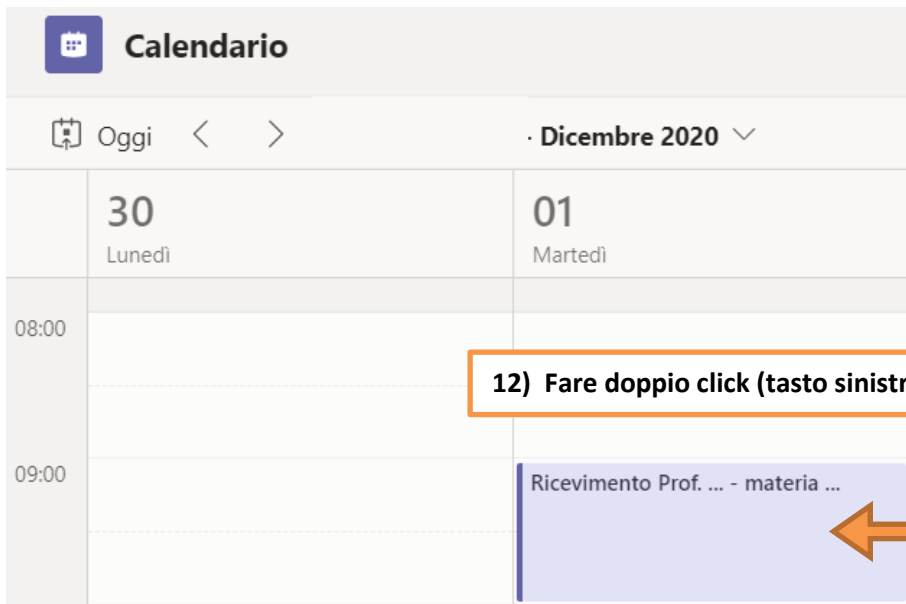 Calendario
Oggi
· Dicembre 2020
30
Lunedì
01
Martedì
08:00
12) Fare doppio click (tasto sinistr
09:00
Ricevimento Prof. ... - materia ...